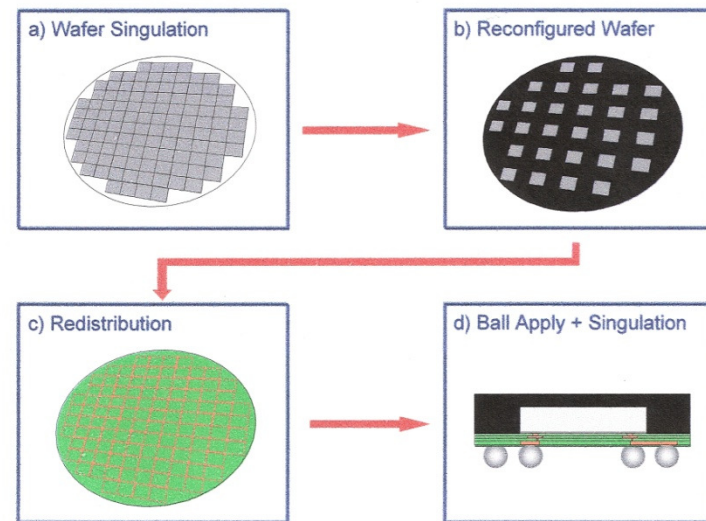 a) Wafer Singulation
b) Reconfigured Wafer
c) Redistribution
d) Ball Apply + Singulation